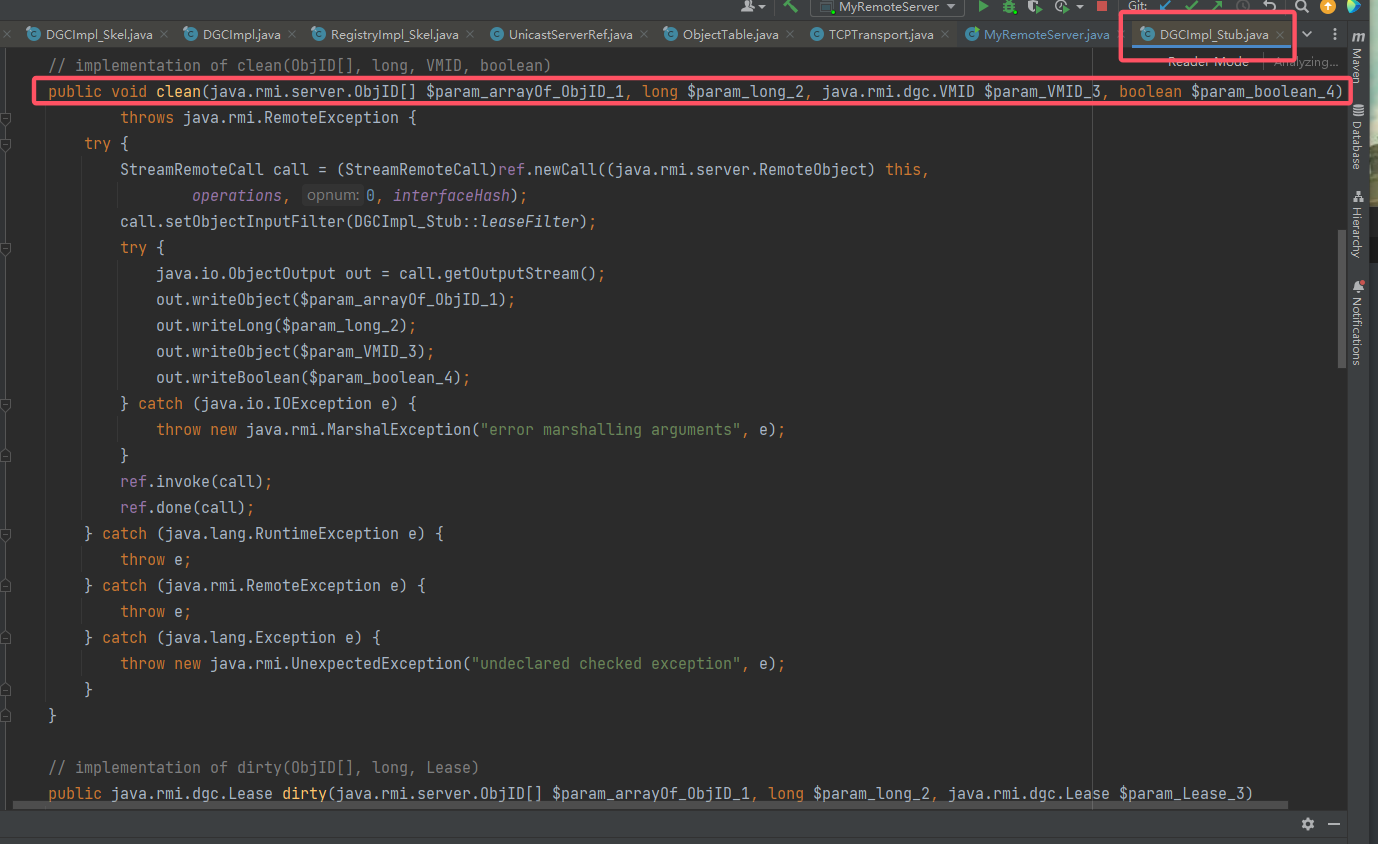 MyRemoteServer Git:
DGCImpl_Skel.java DGCImpl.java RegistryImpl_Skel.java UnicastServerRef.java ObjectTable.java TCPTransport.java MyRemoteServer.java DGCImpl_Stub.java
Reader Mode Analyzing...
// implementation of clean(ObjID[], long, VMID, boolean)
public void clean(java.rmi.server.ObjID[] $param_arrayOf_ObjID_1, long $param_long_2, java.rmi.dgc.VMID $param_VMID_3, boolean $param_boolean_4)
throws java.rmi.RemoteException {
try {
StreamRemoteCall call = (StreamRemoteCall)ref.newCall((java.rmi.server.RemoteObject) this,
operations, opnum: 0, interfaceHash);
call.setObjectInputFilter(DGCImpl_Stub::leaseFilter);
try {
java.io.ObjectOutput out = call.getOutputStream();
out.writeObject($param_arrayOf_ObjID_1);
out.writeLong($param_long_2);
out.writeObject($param_VMID_3);
out.writeBoolean($param_boolean_4);
} catch (java.io.IOException e) {
throw new java.rmi.MarshalException("error marshalling arguments", e);
}
ref.invoke(call);
ref.done(call);
} catch (java.lang.RuntimeException e) {
throw e;
} catch (java.rmi.RemoteException e) {
throw e;
} catch (java.lang.Exception e) {
throw new java.rmi.UnexpectedException("undeclared checked exception", e);
}
}
// implementation of dirty(ObjID[], long, Lease)
public java.rmi.dgc.Lease dirty(java.rmi.server.ObjID[] $param_arrayOf_ObjID_1, long $param_long_2, java.rmi.dgc.Lease $param_Lease_3)
m
Maven
Database
Hierarchy
Notifications